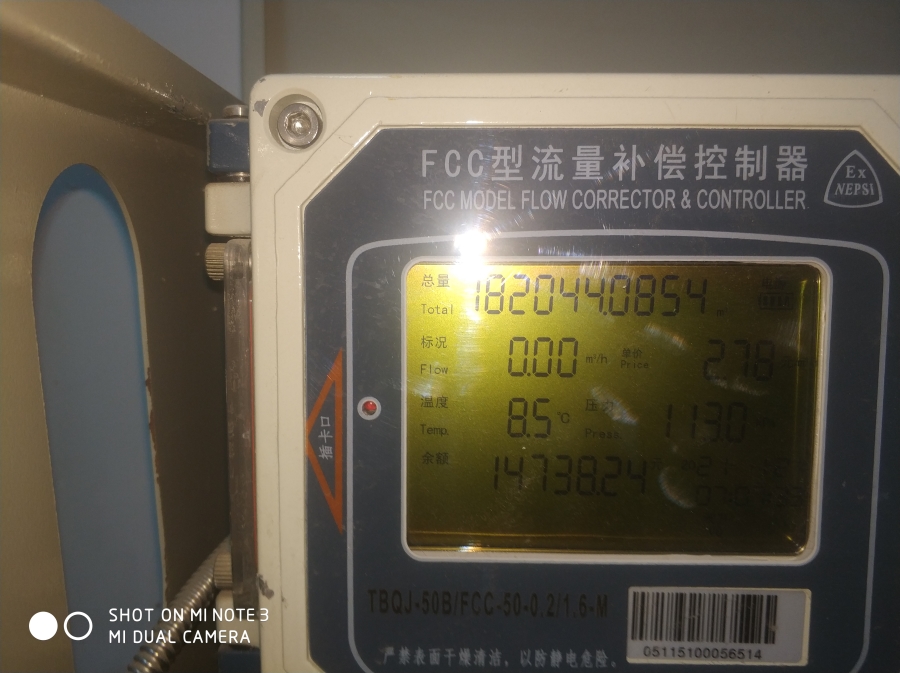 FCC型流量补偿控制器
FCC MODEL FLOW CORRECTOR & CONTROLLER
Ex
NEPSI
总量
Total
1820440.0854
标况
Flow
0.00 m³/h
单价
Price
2.78
温度
Temp.
8.5 ℃
Press
113.0
余额
14738.24
插卡口
TBQJ-50B/FCC-50-0.2/1.6-M
05115100056514
严禁表面干燥清洁,以防静电危险。
SHOT ON MI NOTE 3
MI DUAL CAMERA